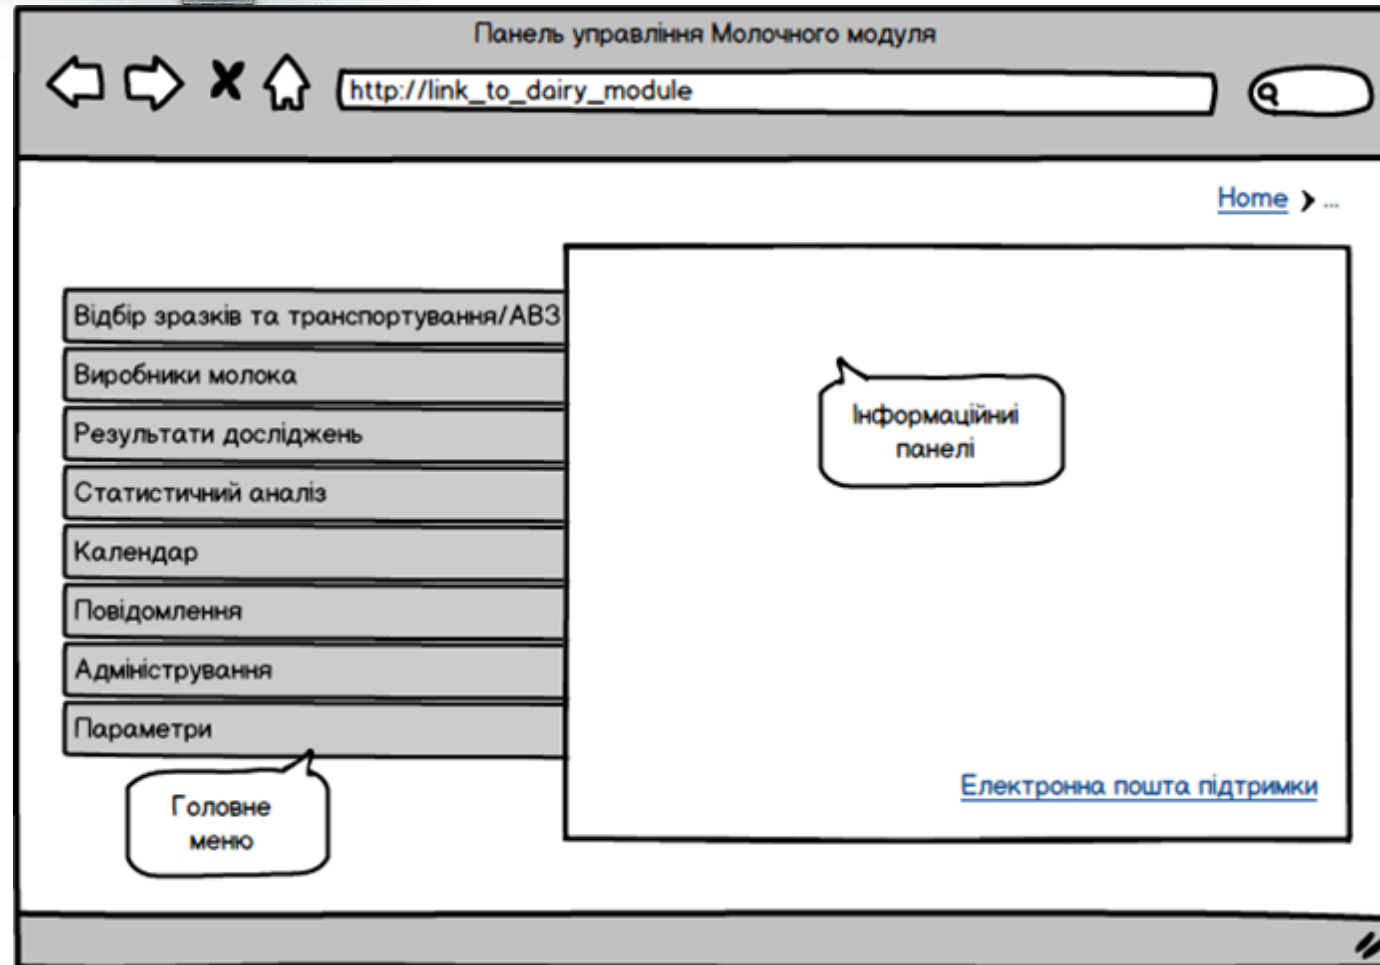 Панель управління Молочного модуля
http://link_to_dairy_module
Home > ...
Відбір зразків та транспортування/АВЗ
Виробники молока
Результати досліджень
Статистичний аналіз
Календар
Повідомлення
Адміністрування
Параметри
Головне
меню
Інформаційниі
панелі
Електронна пошта підтримки